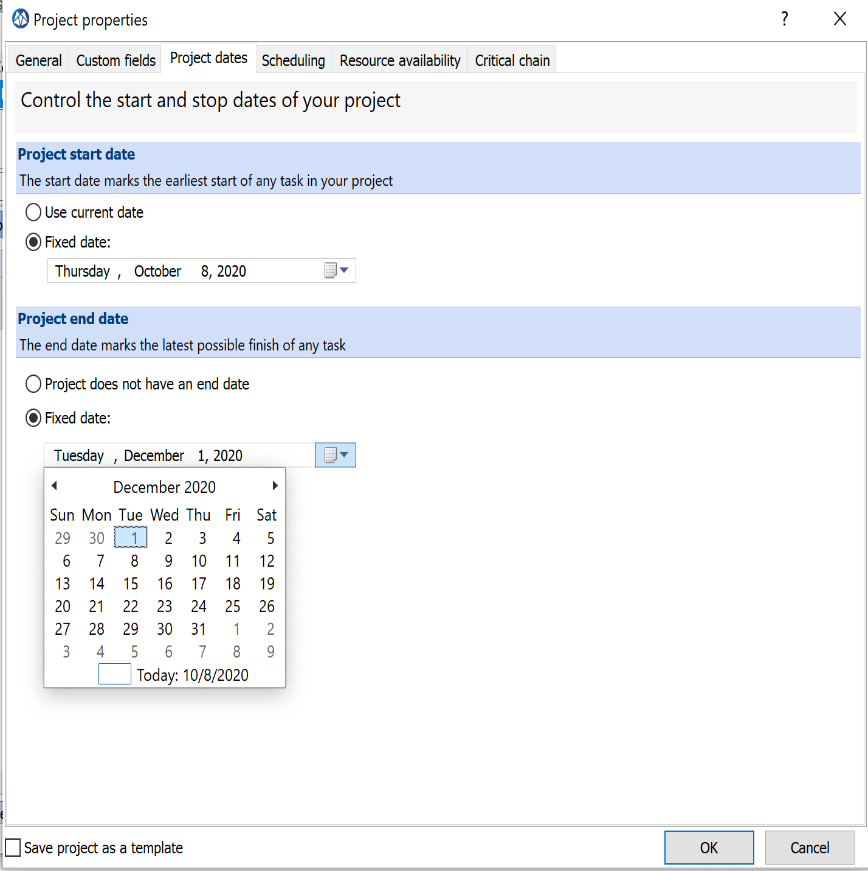 Project properties
?
General Custom fields Project dates Scheduling Resource availability Critical chain
Control the start and stop dates of your project
Project start date
The start date marks the earliest start of any task in your project
Use current date
Fixed date:
Thursday , October 8, 2020
Project end date
The end date marks the latest possible finish of any task
Project does not have an end date
Fixed date:
Tuesday , December 1, 2020
December 2020
Sun Mon Tue Wed Thu Fri Sat
29 30 1 2 3 4 5
6 7 8 9 10 11 12
13 14 15 16 17 18 19
20 21 22 23 24 25 26
27 28 29 30 31 1 2
3 4 5 6 7 8 9
Today: 10/8/2020
Save project as a template
OK Cancel